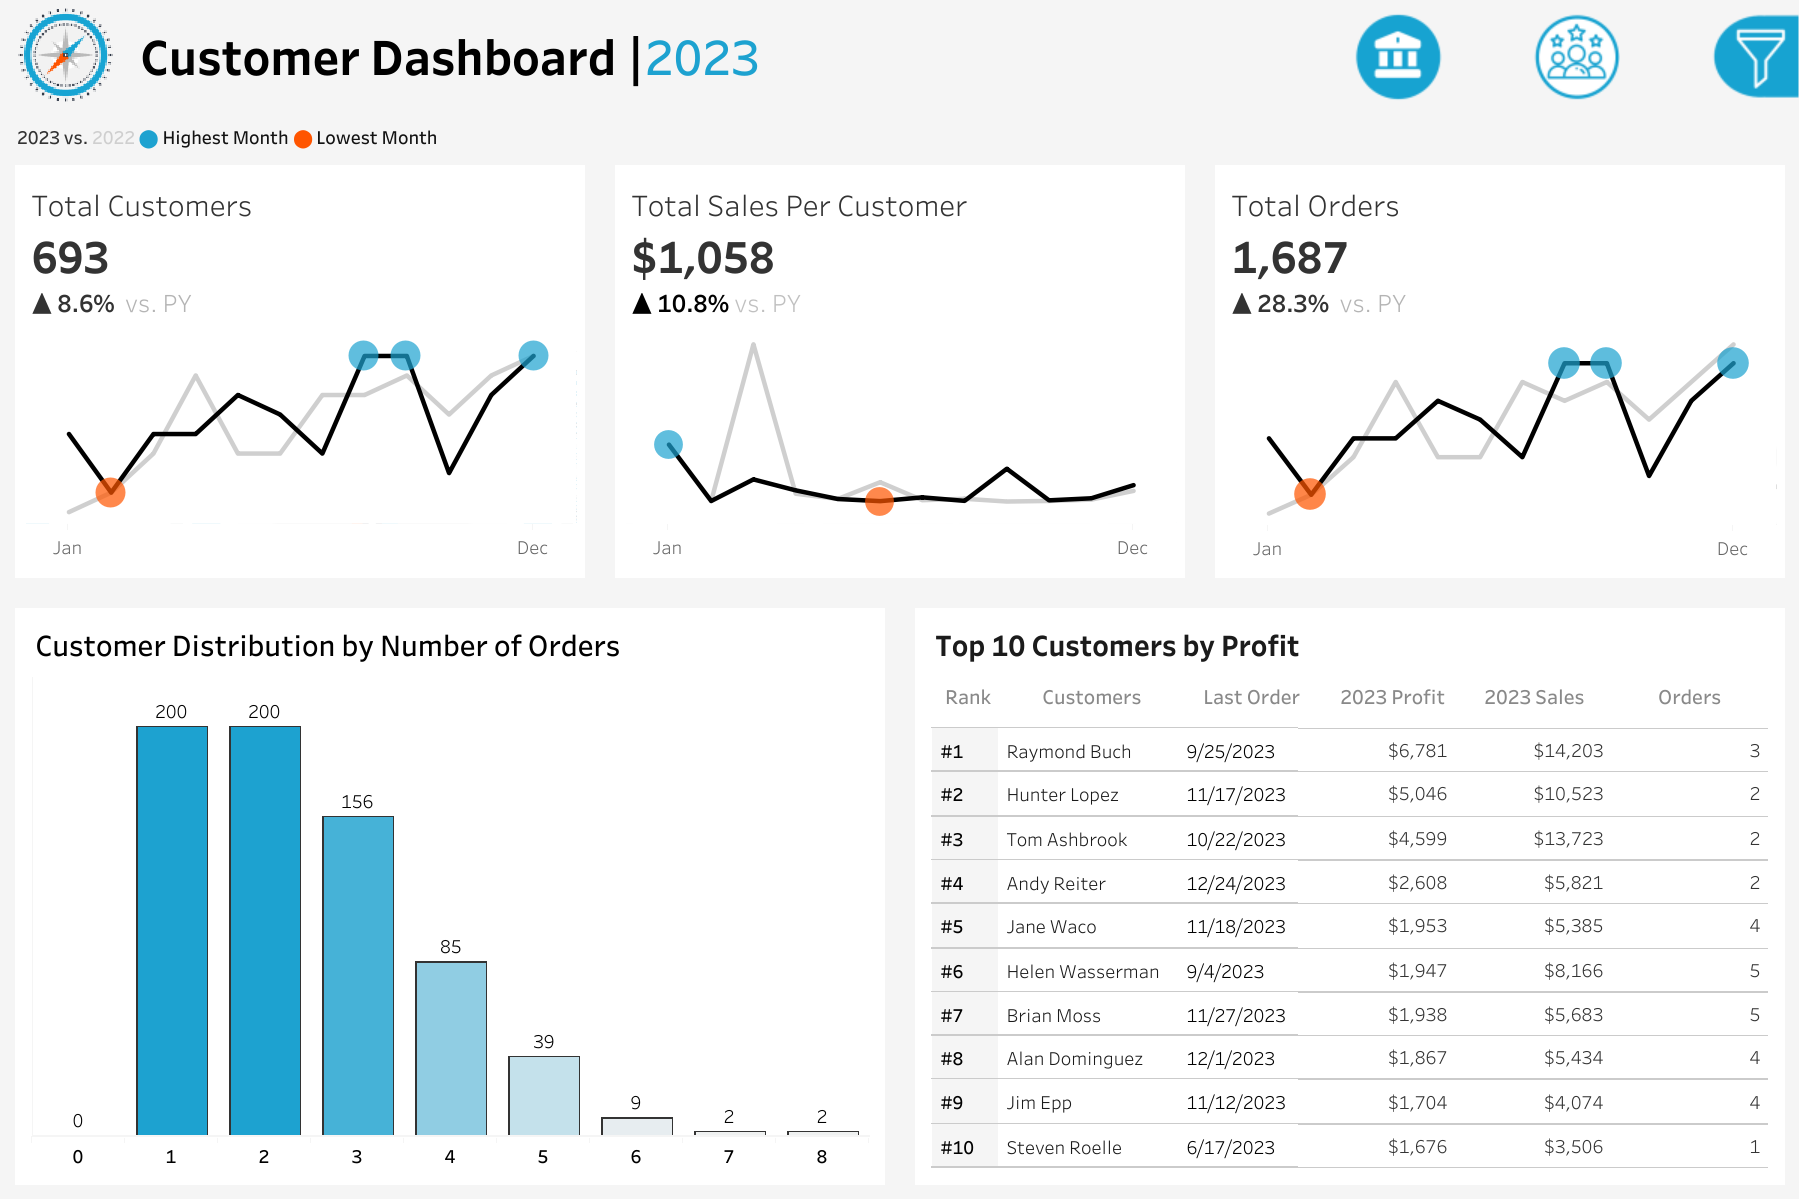 Customer Dashboard |2023
2023 vs. 2022 Highest Month Lowest Month
Total Customers
693
▲ 8.6% vs. PY
Jan Dec
Total Sales Per Customer
$1,058
▲ 10.8% vs. PY
Jan Dec
Total Orders
1,687
▲ 28.3% vs. PY
Jan Dec
Customer Distribution by Number of Orders
0 200 200 156 85 39 9 2 2
0 1 2 3 4 5 6 7 8
Top 10 Customers by Profit
Rank Customers Last Order 2023 Profit 2023 Sales Orders
#1 Raymond Buch 9/25/2023 $6,781 $14,203 3
#2 Hunter Lopez 11/17/2023 $5,046 $10,523 2
#3 Tom Ashbrook 10/22/2023 $4,599 $13,723 2
#4 Andy Reiter 12/24/2023 $2,608 $5,821 2
#5 Jane Waco 11/18/2023 $1,953 $5,385 4
#6 Helen Wasserman 9/4/2023 $1,947 $8,166 5
#7 Brian Moss 11/27/2023 $1,938 $5,683 5
#8 Alan Dominguez 12/1/2023 $1,867 $5,434 4
#9 Jim Epp 11/12/2023 $1,704 $4,074 4
#10 Steven Roelle 6/17/2023 $1,676 $3,506 1